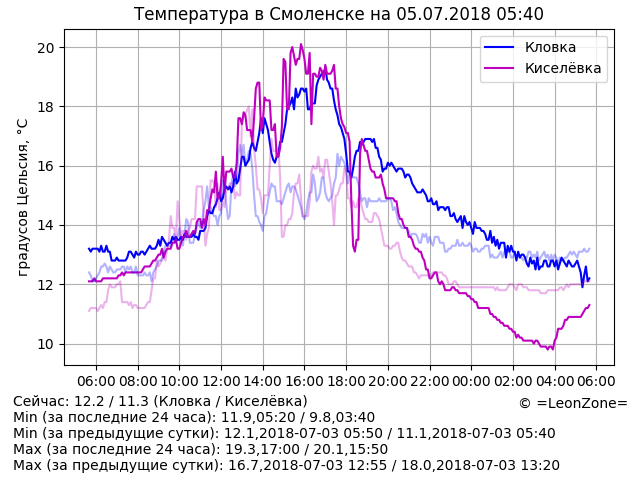 Температура в Смоленске на 05.07.2018 05:40
градусов Цельсия, °C
20
18
16
14
12
10
Кловка
Киселёвка
06:00 08:00 10:00 12:00 14:00 16:00 18:00 20:00 22:00 00:00 02:00 04:00 06:00
Сейчас: 12.2 / 11.3 (Кловка / Киселёвка)
© =LeonZone=
Min (за последние 24 часа): 11.9,05:20 / 9.8,03:40
Min (за предыдущие сутки): 12.1,2018-07-03 05:50 / 11.1,2018-07-03 05:40
Max (за последние 24 часа): 19.3,17:00 / 20.1,15:50
Max (за предыдущие сутки): 16.7,2018-07-03 12:55 / 18.0,2018-07-03 13:20